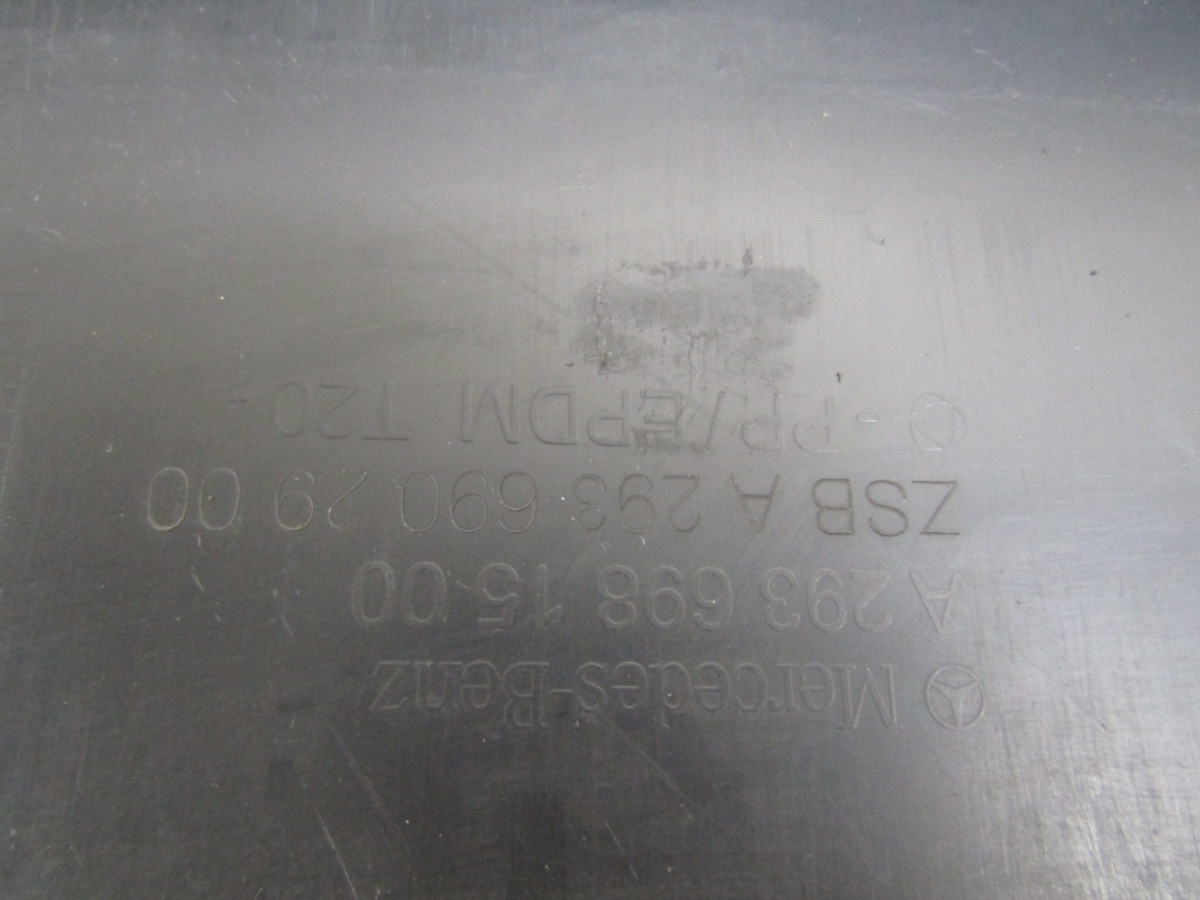 Mercedes-Benz
A 293 698 15 00
ZSB A 293 690 29 00
- PP/EPDM T20 -